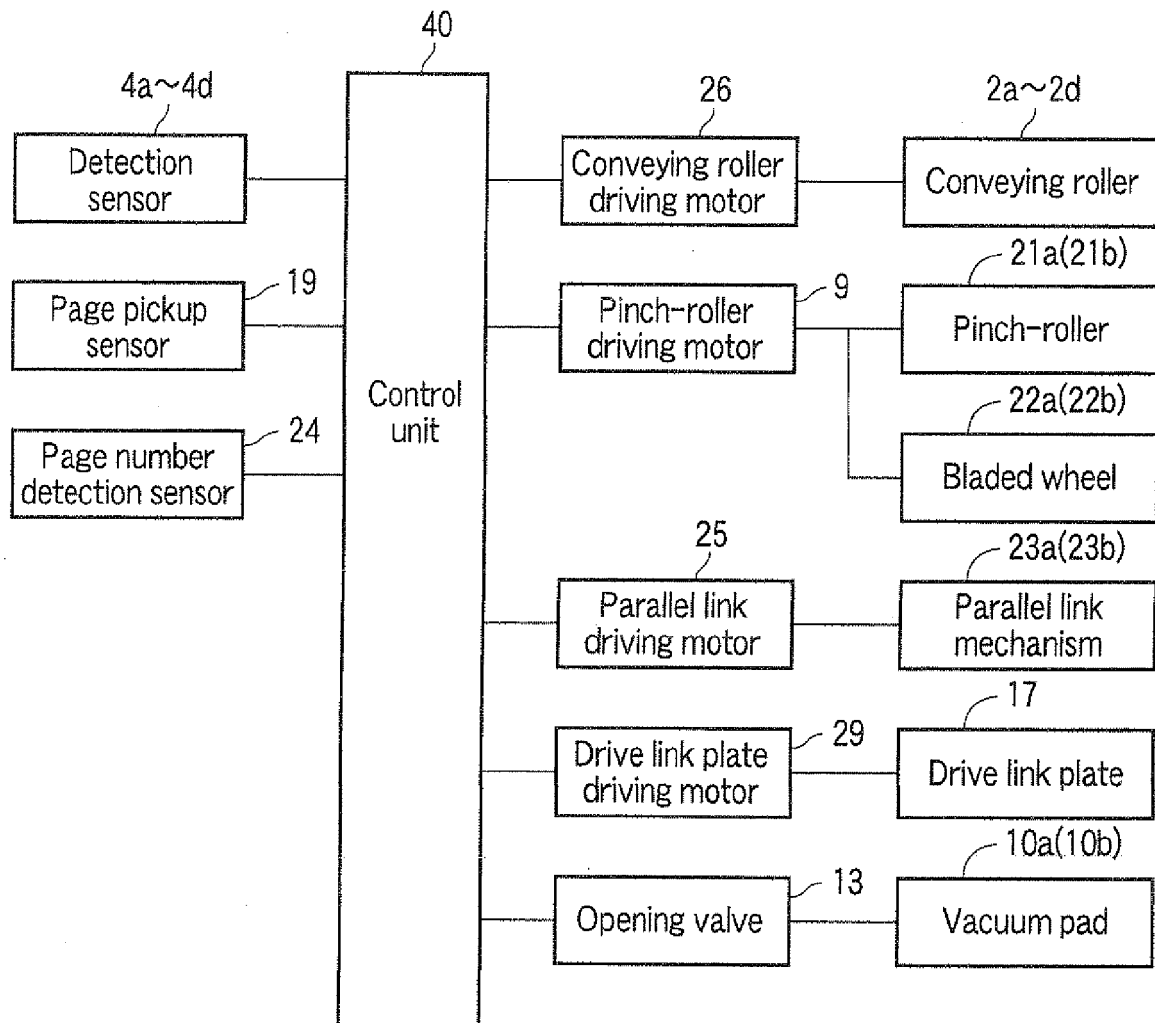 40
4a~4d
26
2a~2d
Detection
sensor
Conveying roller
driving motor
Conveying roller
19
9
21a(21b)
Page pickup
sensor
Pinch-roller
driving motor
Pinch-roller
Control
unit
24
22a(22b)
Page number
detection sensor
Bladed wheel
25
23a(23b)
Parallel link
driving motor
Parallel link
mechanism
29
17
Drive link plate
driving motor
Drive link plate
13
10a(10b)
Opening valve
Vacuum pad